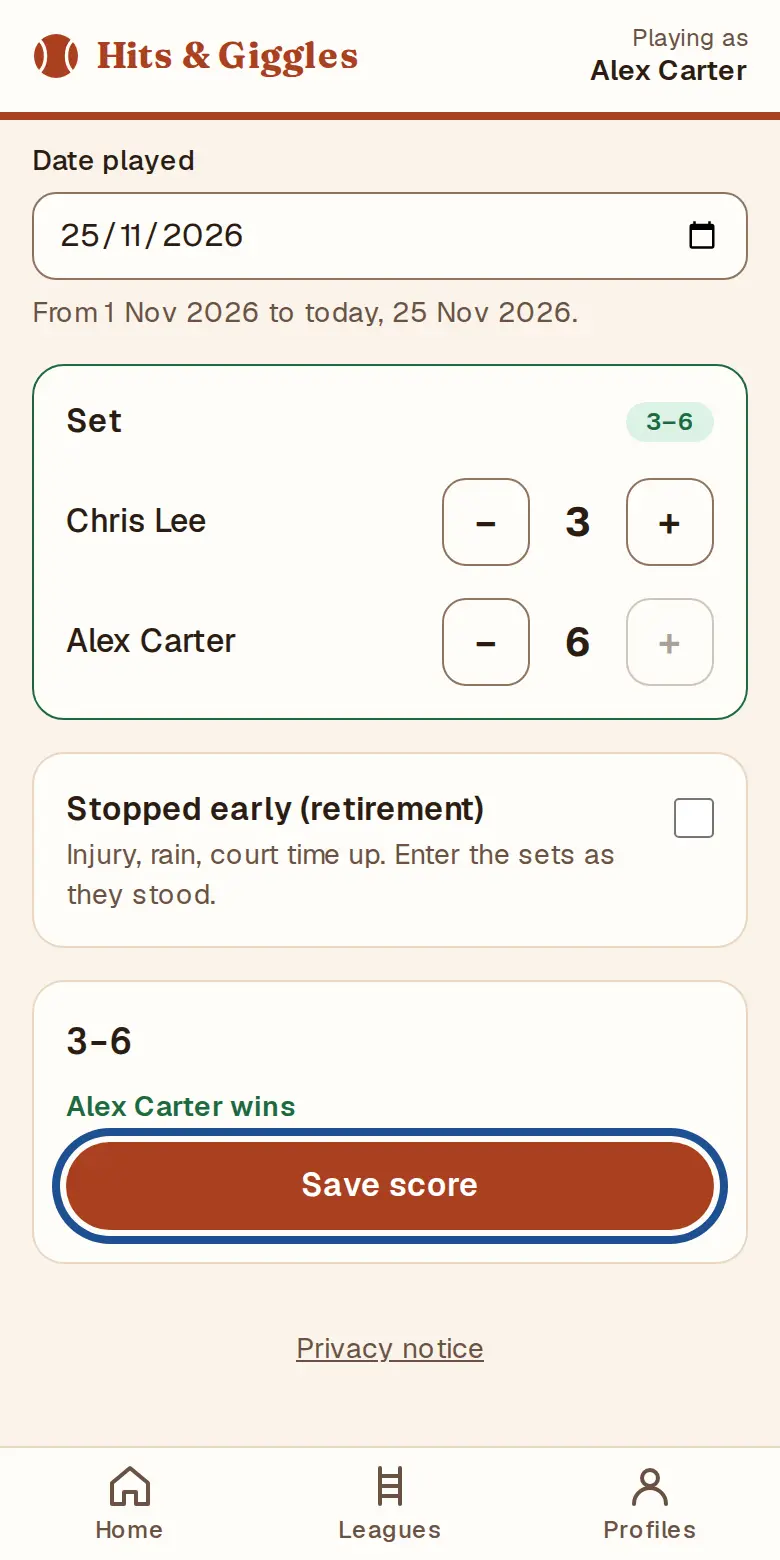 Hits & Giggles
Playing as
Alex Carter
Date played
25/11/2026
From 1 Nov 2026 to today, 25 Nov 2026.
Set
3–6
Chris Lee
− 3 +
Alex Carter
− 6 +
Stopped early (retirement)
Injury, rain, court time up. Enter the sets as
they stood.
3–6
Alex Carter wins
Save score
Privacy notice
Home
Leagues
Profiles